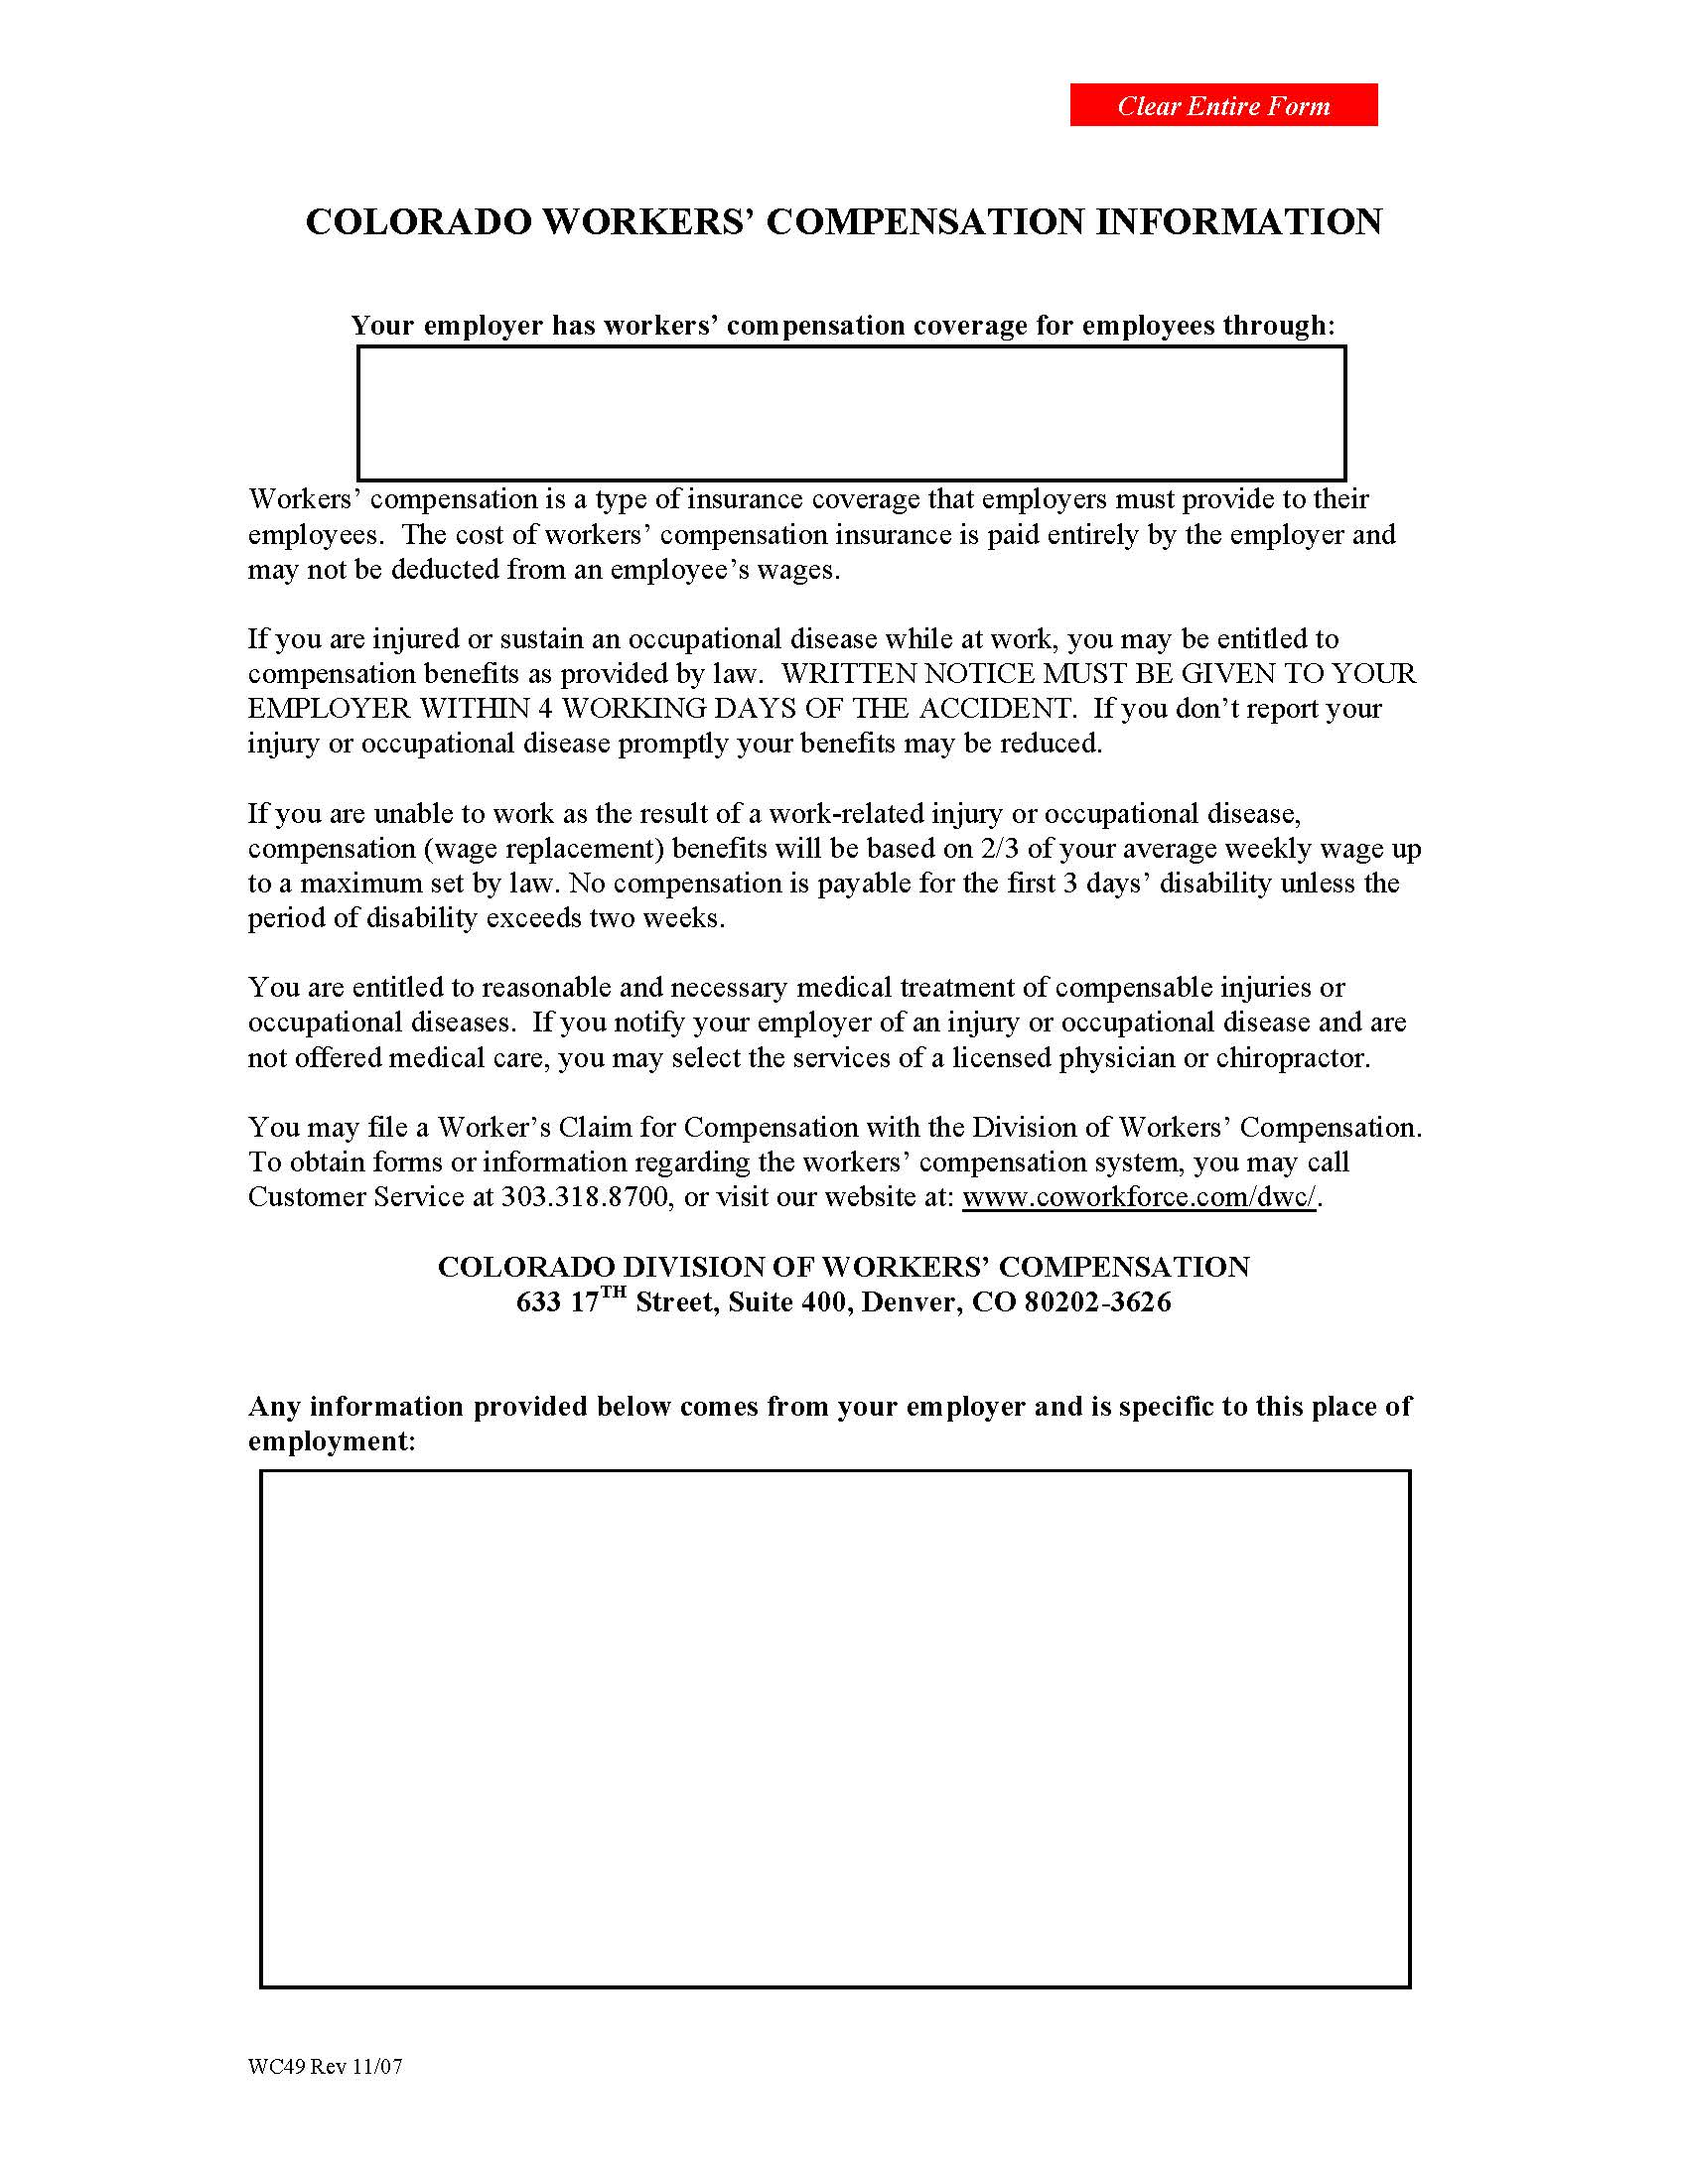 Clear Entire Form
COLORADO WORKERS’ COMPENSATION INFORMATION
Your employer has workers’ compensation coverage for employees through:
Workers’ compensation is a type of insurance coverage that employers must provide to their
employees.  The cost of workers’ compensation insurance is paid entirely by the employer and
may not be deducted from an employee’s wages.
If you are injured or sustain an occupational disease while at work, you may be entitled to
compensation benefits as provided by law.  WRITTEN NOTICE MUST BE GIVEN TO YOUR
EMPLOYER WITHIN 4 WORKING DAYS OF THE ACCIDENT.  If you don’t report your
injury or occupational disease promptly your benefits may be reduced.
If you are unable to work as the result of a work-related injury or occupational disease,
compensation (wage replacement) benefits will be based on 2/3 of your average weekly wage up
to a maximum set by law. No compensation is payable for the first 3 days’ disability unless the
period of disability exceeds two weeks.
You are entitled to reasonable and necessary medical treatment of compensable injuries or
occupational diseases.  If you notify your employer of an injury or occupational disease and are
not offered medical care, you may select the services of a licensed physician or chiropractor.
You may file a Worker’s Claim for Compensation with the Division of Workers’ Compensation.
To obtain forms or information regarding the workers’ compensation system, you may call
Customer Service at 303.318.8700, or visit our website at: www.coworkforce.com/dwc/.
COLORADO DIVISION OF WORKERS’ COMPENSATION
633 17TH Street, Suite 400, Denver, CO 80202-3626
Any information provided below comes from your employer and is specific to this place of
employment:
WC49 Rev 11/07